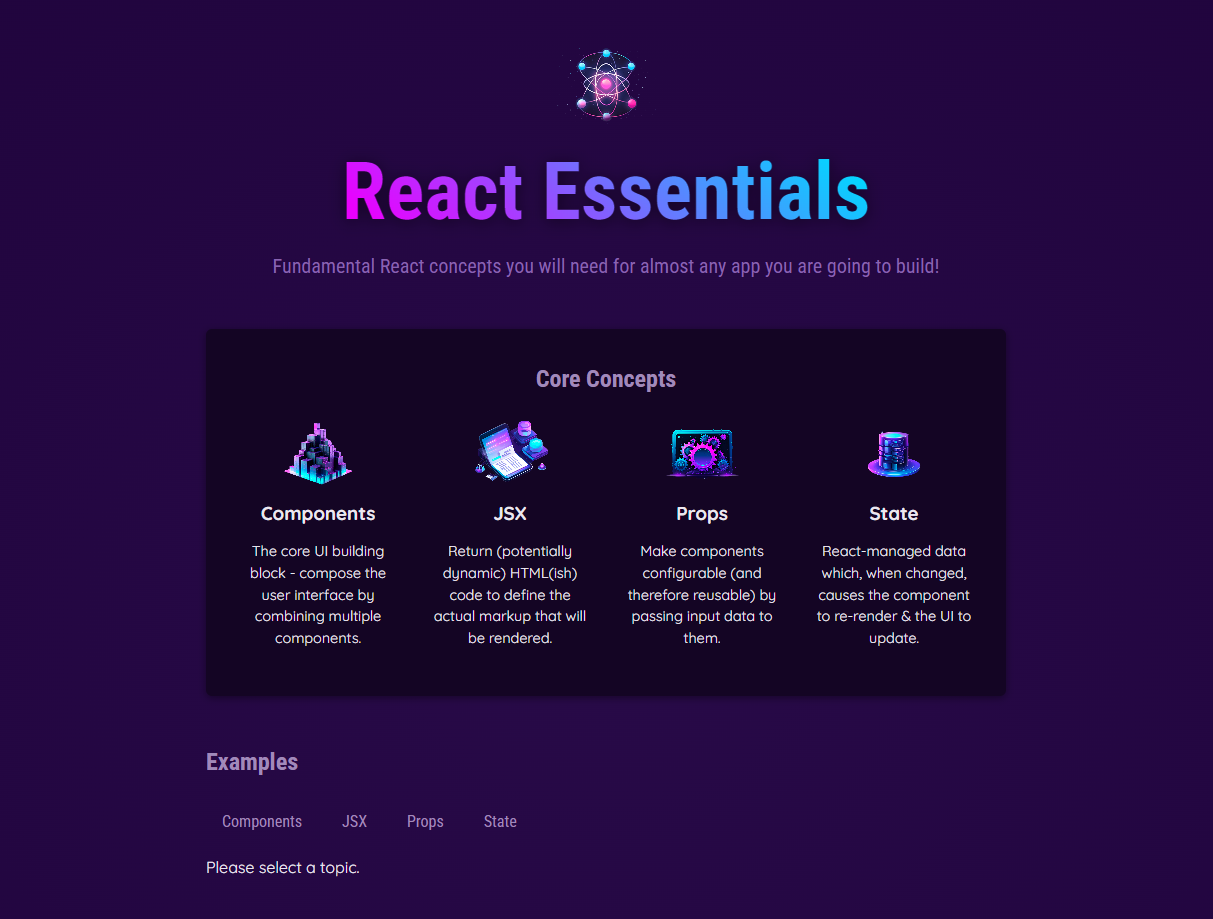 React Essentials
Fundamental React concepts you will need for almost any app you are going to build!
Core Concepts
Components
The core UI building
block - compose the
user interface by
combining multiple
components.
JSX
Return (potentially
dynamic) HTML(ish)
code to define the
actual markup that will
be rendered.
Props
Make components
configurable (and
therefore reusable) by
passing input data to
them.
State
React-managed data
which, when changed,
causes the component
to re-render & the UI to
update.
Examples
Components JSX Props State
Please select a topic.